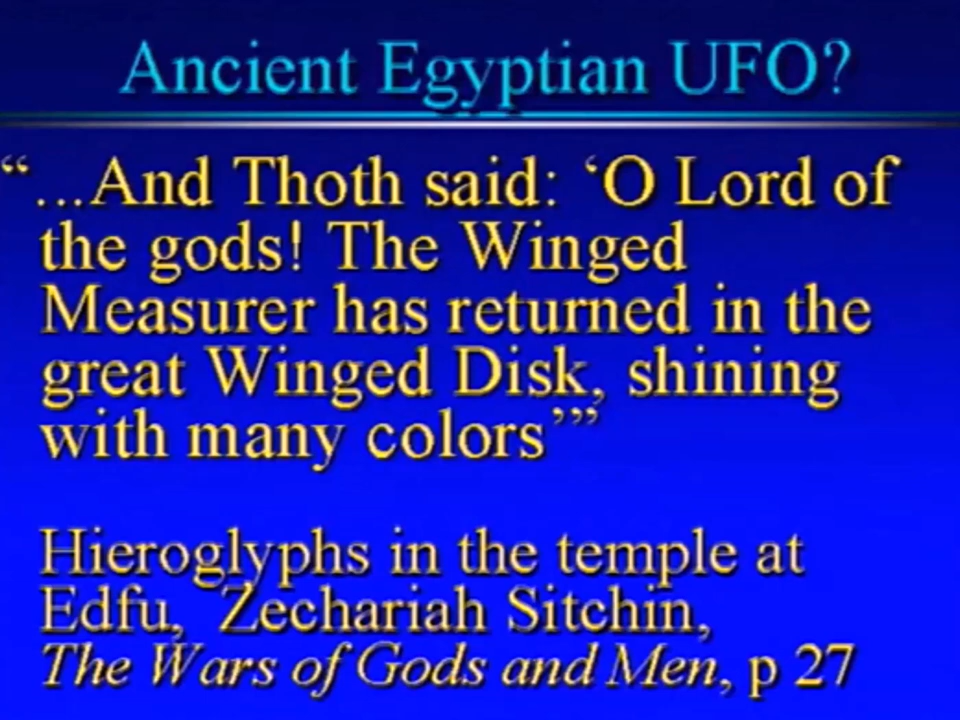 Ancient Egyptian UFO?
“...And Thoth said: ‘O Lord of
the gods! The Winged
Measurer has returned in the
great Winged Disk, shining
with many colors’”
Hieroglyphs in the temple at
Edfu,  Zechariah Sitchin,
The Wars of Gods and Men, p 27